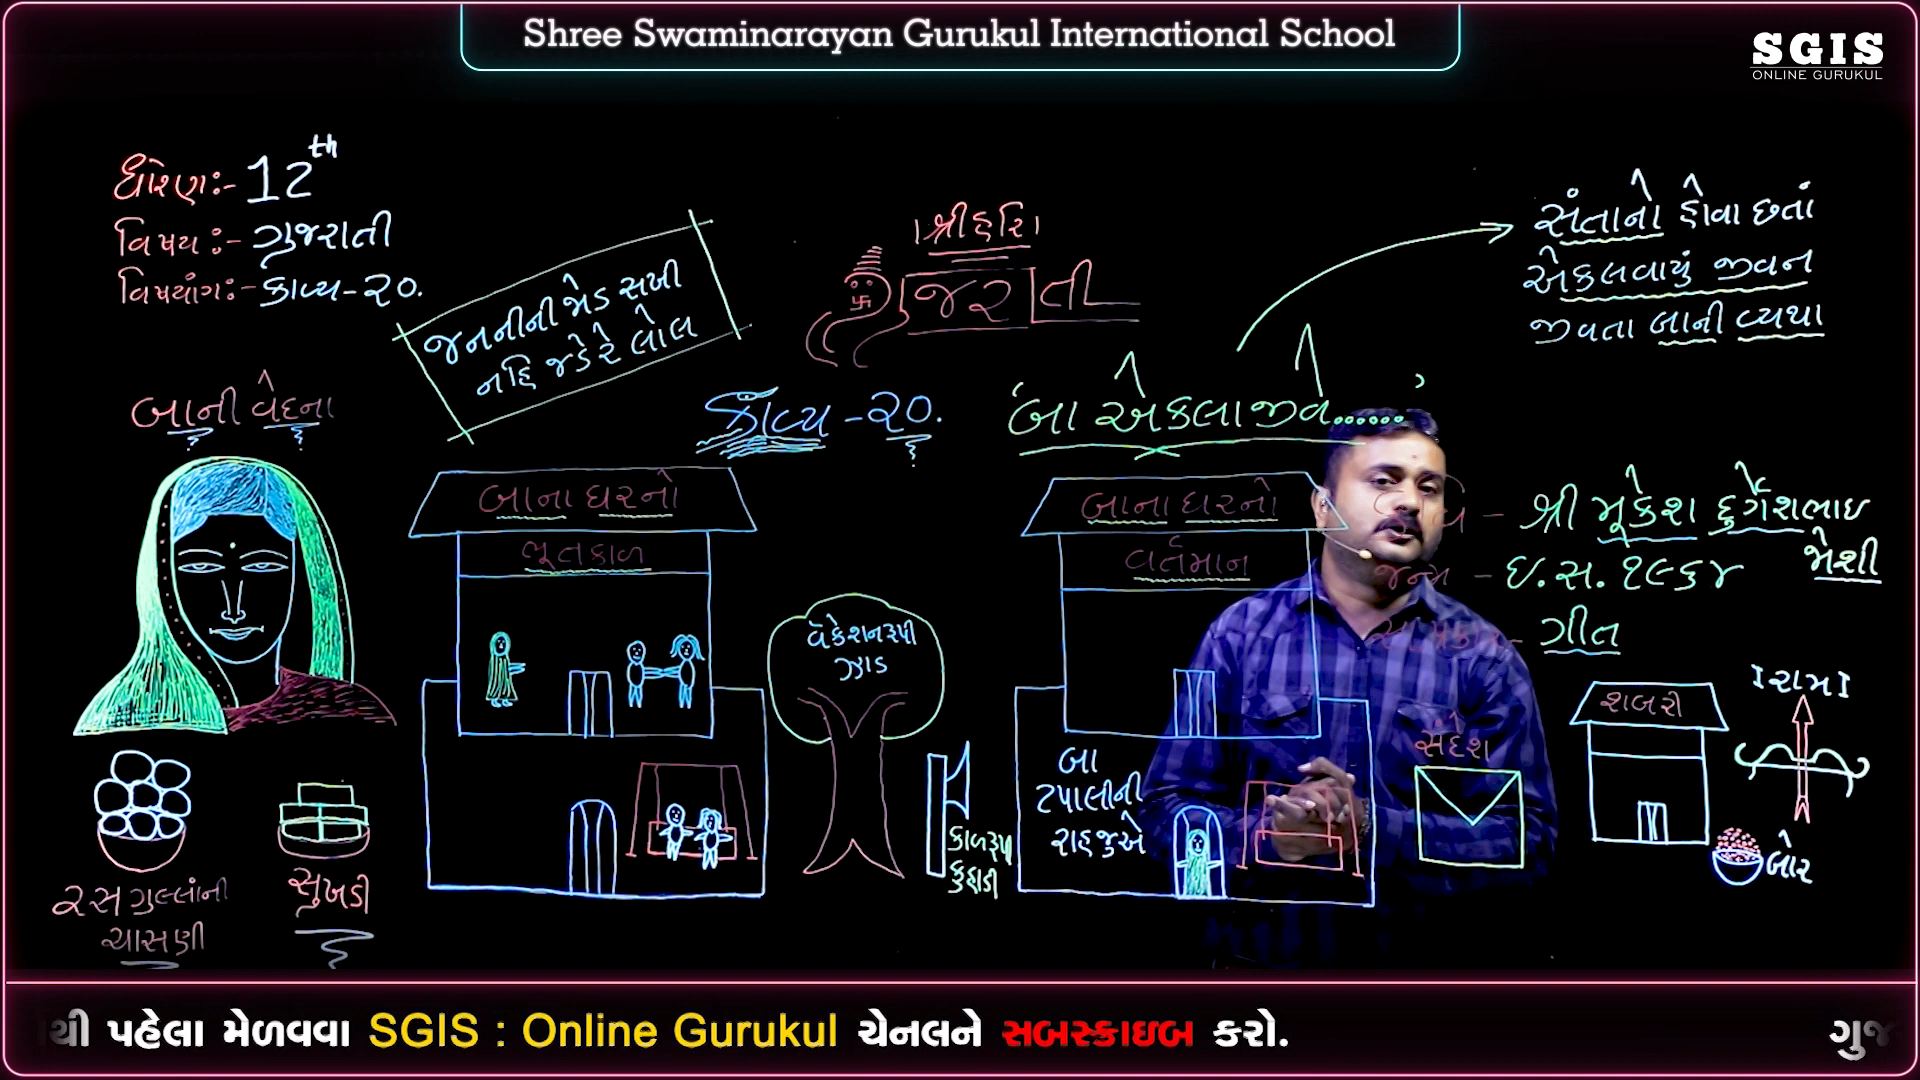 Shree Swaminarayan Gurukul International School
SGIS
ONLINE GURUKUL
ધોરણઃ- 12th
વિષયઃ- ગુજરાતી
વિષયાંગઃ- કાવ્ય-૨૦.
જનનીની જોડ સખી
નહિ જડે રે લોલ
।શ્રીહરિ।
કાવ્ય-૨૦.
'બા એકલા જીવે......'
સંતાનો હોવા છતાં
એકલવાયું જીવન
જીવતા બાની વ્યથા
બાની વેદના
બાના ઘરનો
ભૂતકાળ
વૅકેશનરૂપી
ઝાડ
કાળરૂપી
કુહાડી
બાના ઘરનો
વર્તમાન
બા
ટપાલીની
રાહ જુએ
- શ્રી મૂકેશ દુર્ગેશભાઇ
જોશી
જન્મ - ઇ.સ. ૧૯૬૪
- ગીત
સંદેશ
શબરી
।રામ।
બોર
રસગુલ્લાંની
ચાસણી
સુખડી
થી પહેલા મેળવવા SGIS : Online Gurukul ચેનલને સબસ્ક્રાઇબ કરો.